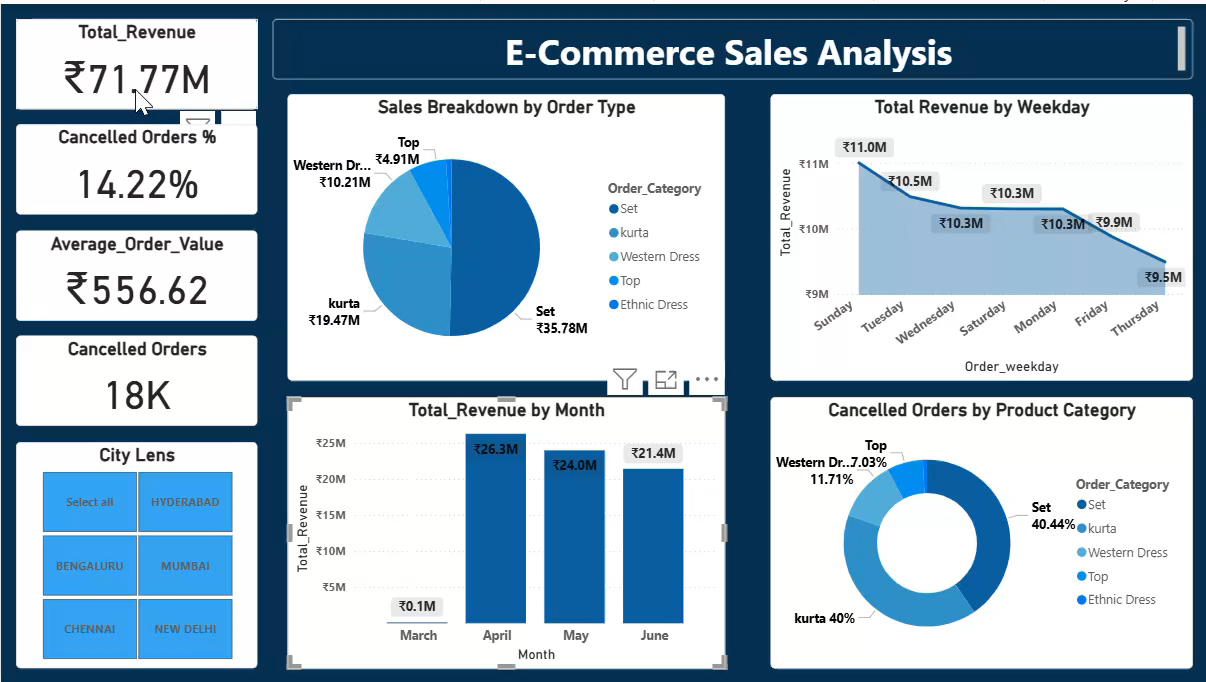 Total_Revenue
₹71.77M
Cancelled Orders %
14.22%
Average_Order_Value
₹556.62
Cancelled Orders
18K
City Lens
Select all
HYDERABAD
BENGALURU
MUMBAI
CHENNAI
NEW DELHI
E-Commerce Sales Analysis
Sales Breakdown by Order Type
Top
₹4.91M
Western Dr...
₹10.21M
kurta
₹19.47M
Set
₹35.78M
Order_Category
Set
kurta
Western Dress
Top
Ethnic Dress
Total Revenue by Weekday
Total_Revenue
₹11M
₹10M
₹9M
₹11.0M
₹10.5M
₹10.3M
₹10.3M
₹10.3M
₹9.9M
₹9.5M
Sunday
Tuesday
Wednesday
Saturday
Monday
Friday
Thursday
Order_weekday
Total_Revenue by Month
Total_Revenue
₹25M
₹20M
₹15M
₹10M
₹5M
₹0.1M
₹26.3M
₹24.0M
₹21.4M
March
April
May
June
Month
Cancelled Orders by Product Category
Top
7.03%
Western Dr...
11.71%
Set
40.44%
kurta 40%
Order_Category
Set
kurta
Western Dress
Top
Ethnic Dress